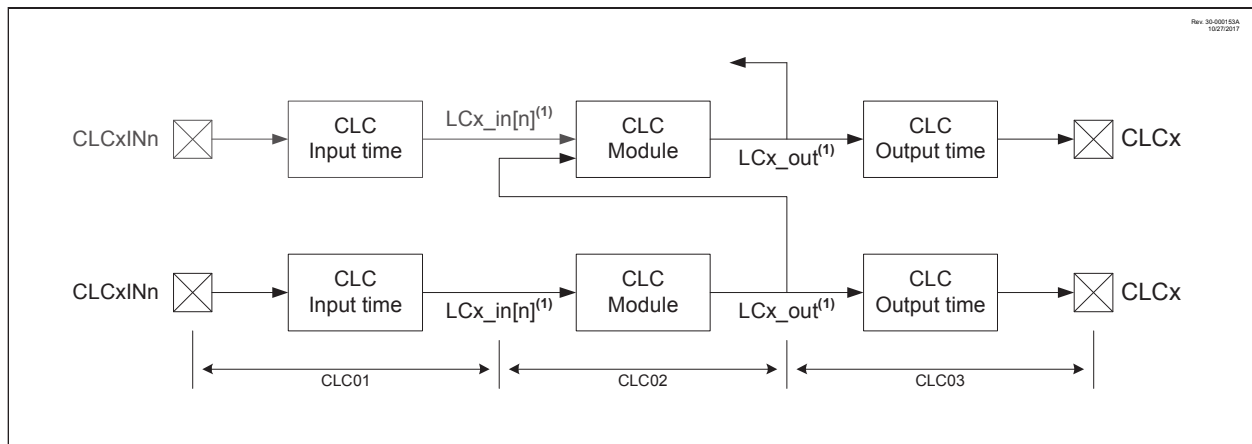 Rev. 30-000153A
10/27/2017
CLCxINn
CLC
Input time
LCx_in[n](1)
CLC
Module
LCx_out(1)
CLC
Output time
CLCx
CLCxINn
CLC
Input time
LCx_in[n](1)
CLC
Module
LCx_out(1)
CLC
Output time
CLCx
CLC01
CLC02
CLC03